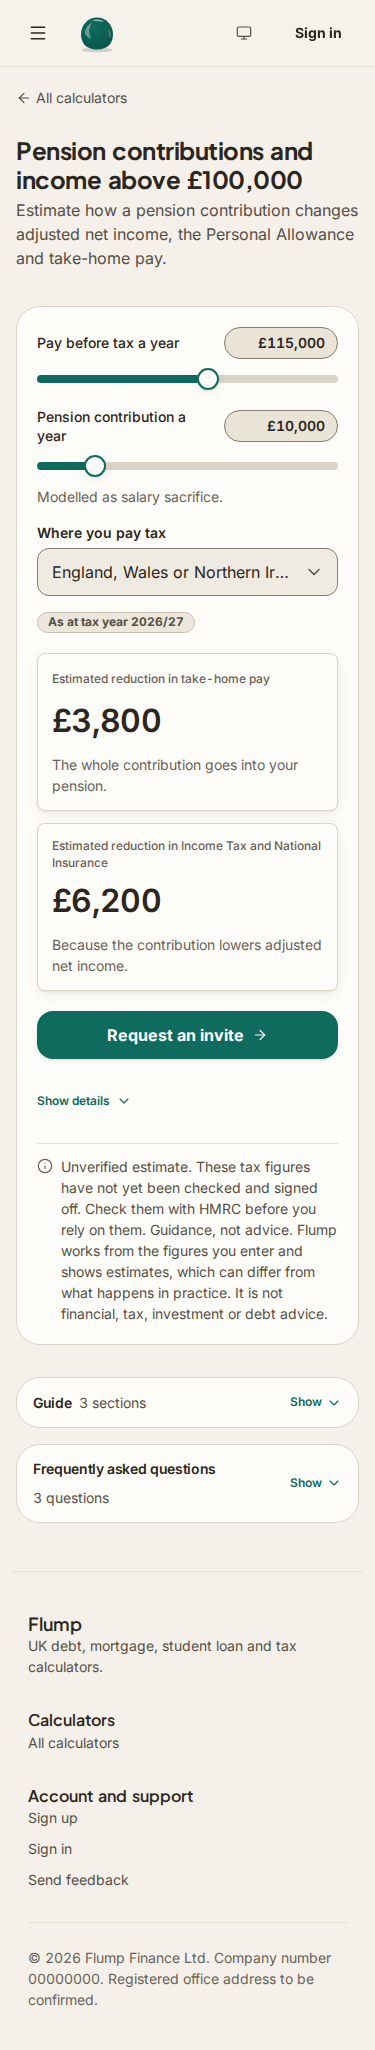 Sign in
All calculators
Pension contributions and
income above £100,000
Estimate how a pension contribution changes
adjusted net income, the Personal Allowance
and take-home pay.
Pay before tax a year
£115,000
Pension contribution a
year
£10,000
Modelled as salary sacrifice.
Where you pay tax
England, Wales or Northern Ir...
As at tax year 2026/27
Estimated reduction in take-home pay
£3,800
The whole contribution goes into your
pension.
Estimated reduction in Income Tax and National
Insurance
£6,200
Because the contribution lowers adjusted
net income.
Request an invite
Show details
Unverified estimate. These tax figures
have not yet been checked and signed
off. Check them with HMRC before you
rely on them. Guidance, not advice. Flump
works from the figures you enter and
shows estimates, which can differ from
what happens in practice. It is not
financial, tax, investment or debt advice.
Guide 3 sections
Show
Frequently asked questions
3 questions
Show
Flump
UK debt, mortgage, student loan and tax
calculators.
Calculators
All calculators
Account and support
Sign up
Sign in
Send feedback
© 2026 Flump Finance Ltd. Company number
00000000. Registered office address to be
confirmed.